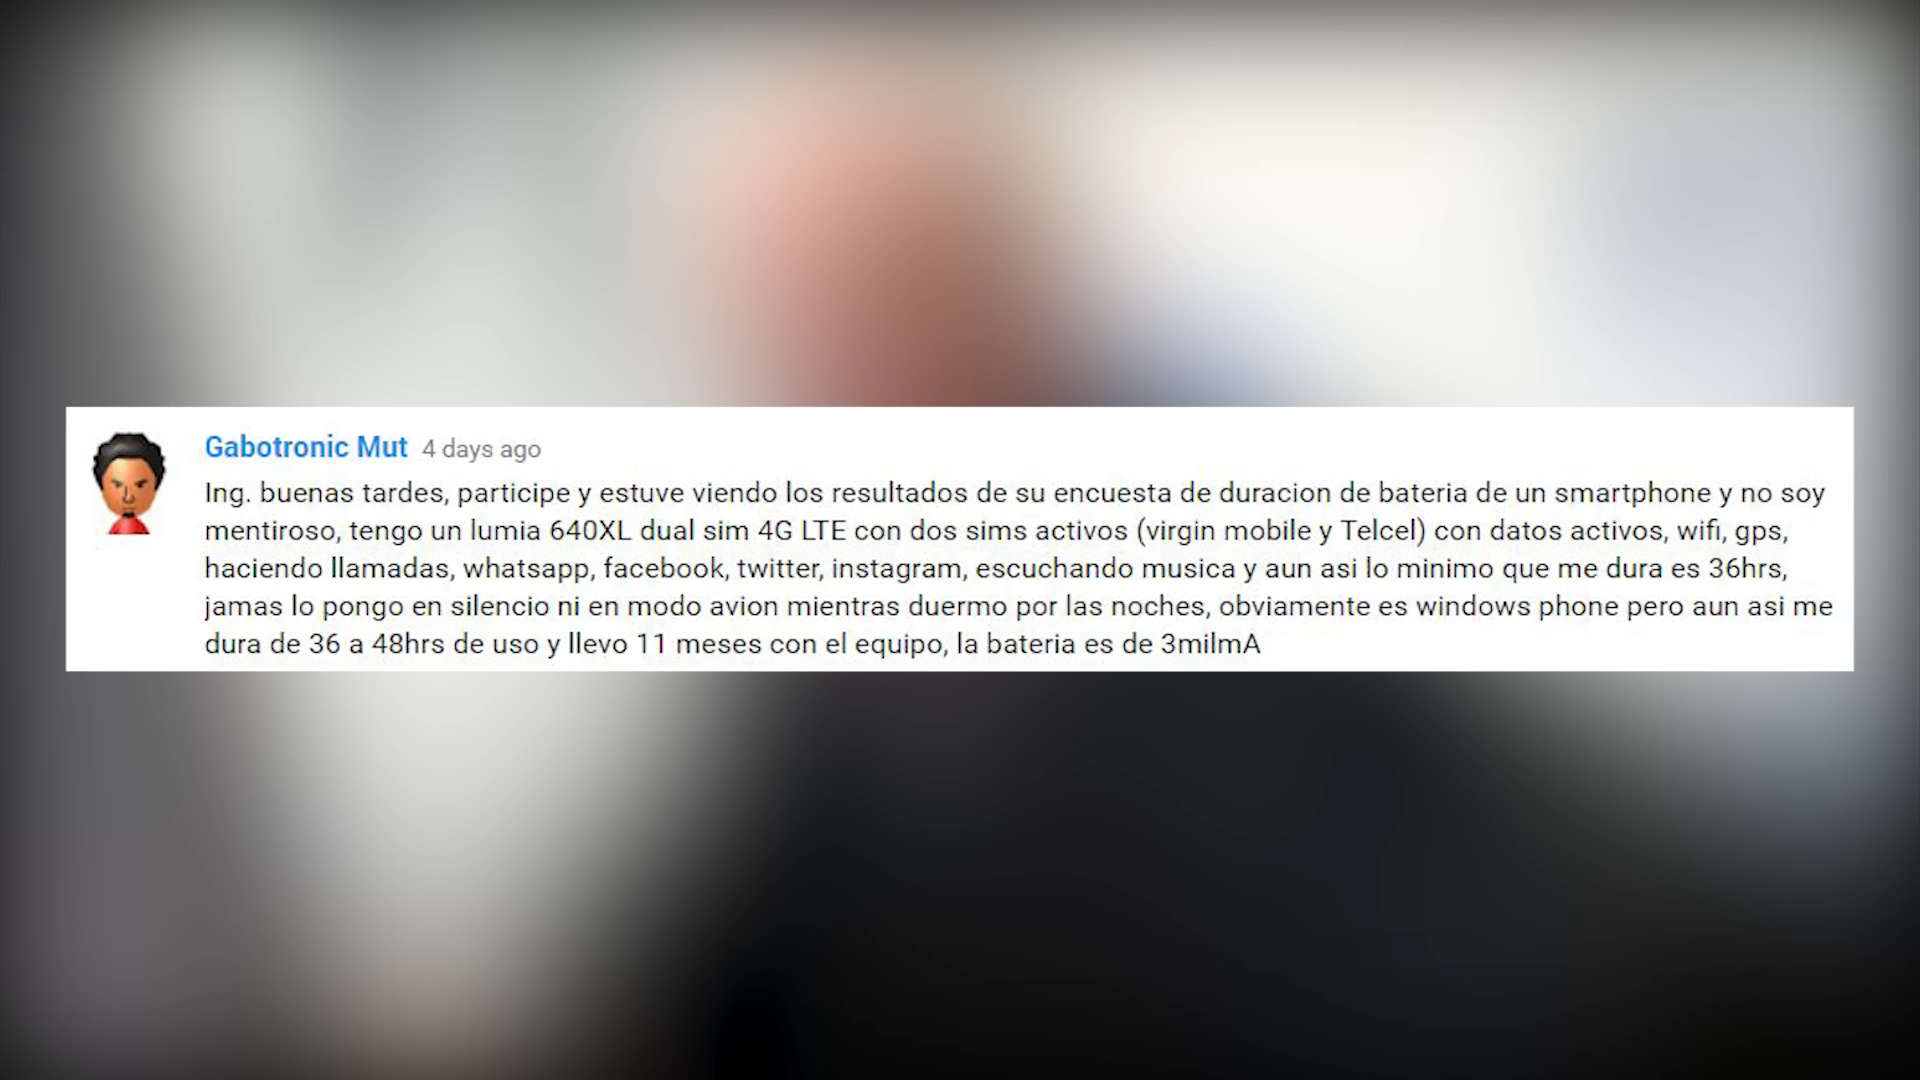 Gabotronic Mut 4 days ago
Ing. buenas tardes, participe y estuve viendo los resultados de su encuesta de duracion de bateria de un smartphone y no soy
mentiroso, tengo un lumia 640XL dual sim 4G LTE con dos sims activos (virgin mobile y Telcel) con datos activos, wifi, gps,
haciendo llamadas, whatsapp, facebook, twitter, instagram, escuchando musica y aun asi lo minimo que me dura es 36hrs,
jamas lo pongo en silencio ni en modo avion mientras duermo por las noches, obviamente es windows phone pero aun asi me
dura de 36 a 48hrs de uso y llevo 11 meses con el equipo, la bateria es de 3milmA